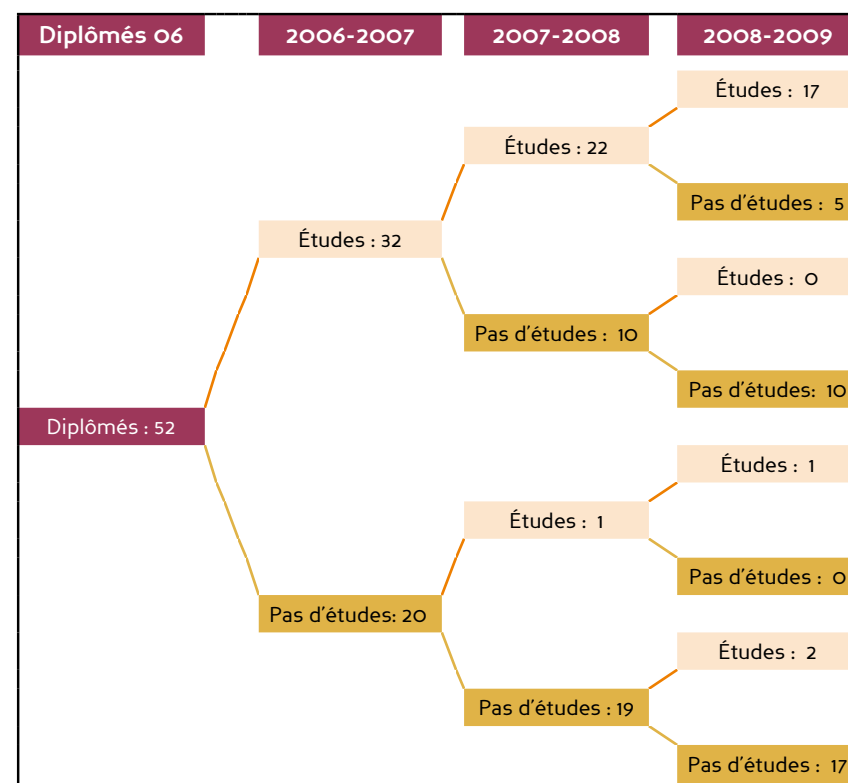 Diplômés 06 2006-2007 2007-2008 2008-2009
Études : 17
Études : 22
Pas d'études : 5
Études : 32
Études : 0
Pas d'études : 10
Pas d'études: 10
Diplômés : 52
Études : 1
Études : 1
Pas d'études : 0
Pas d'études: 20
Études : 2
Pas d'études : 19
Pas d'études : 17